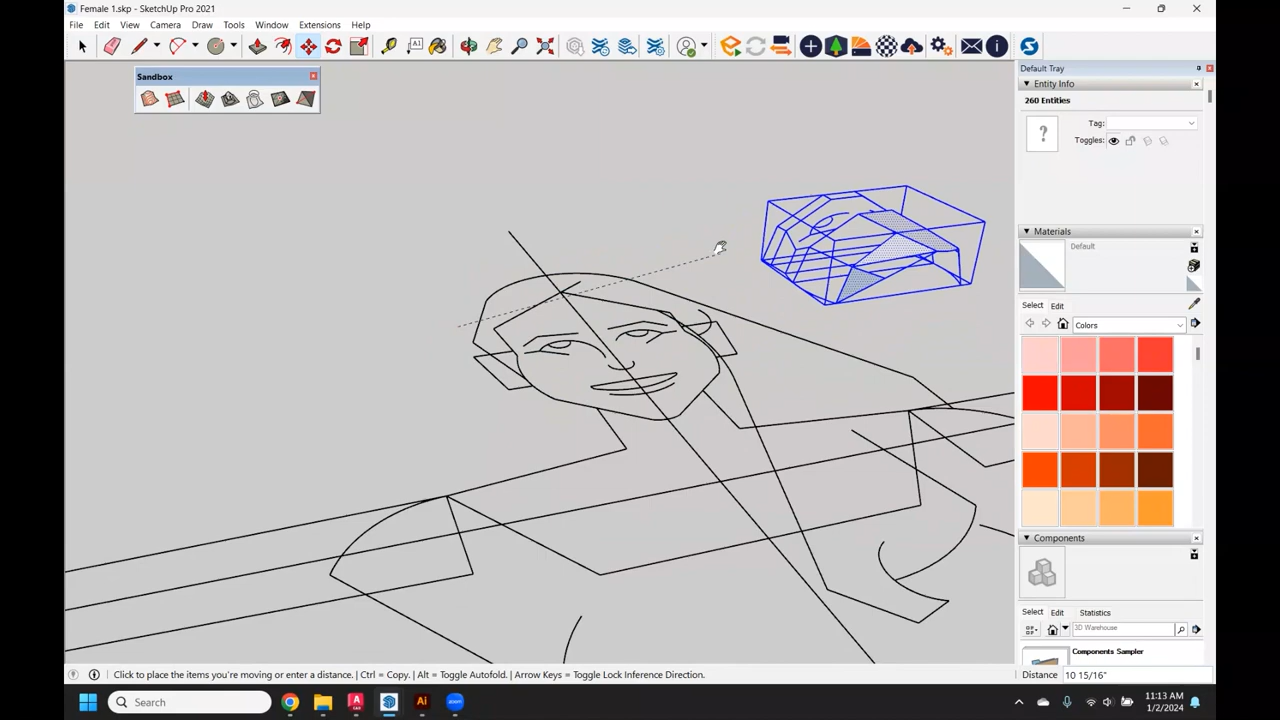 Female 1.skp - SketchUp Pro 2021
File Edit View Camera Draw Tools Window Extensions Help
Sandbox
Default Tray
Entity Info
260 Entities
Tag:
Toggles:
Materials
Default
Select Edit
Colors
Components
Select Edit Statistics
3D Warehouse
Components Sampler
Click to place the items you're moving or enter a distance. | Ctrl = Copy. | Alt = Toggle Autofold. | Arrow Keys = Toggle Lock Inference Direction.
Distance 10 15/16"
Search
11:13 AM
1/2/2024